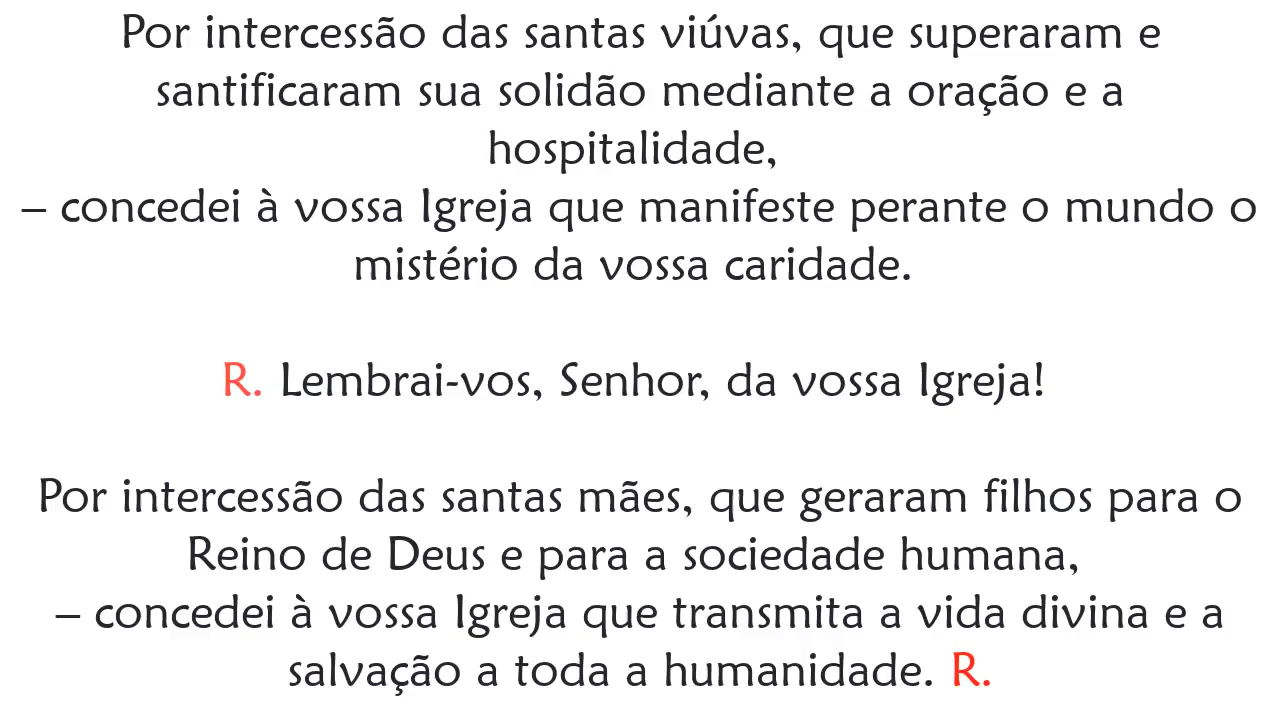 Por intercessão das santas viúvas, que superaram e
santificaram sua solidão mediante a oração e a
hospitalidade,
– concedei à vossa Igreja que manifeste perante o mundo o
mistério da vossa caridade.
R. Lembrai-vos, Senhor, da vossa Igreja!
Por intercessão das santas mães, que geraram filhos para o
Reino de Deus e para a sociedade humana,
– concedei à vossa Igreja que transmita a vida divina e a
salvação a toda a humanidade. R.